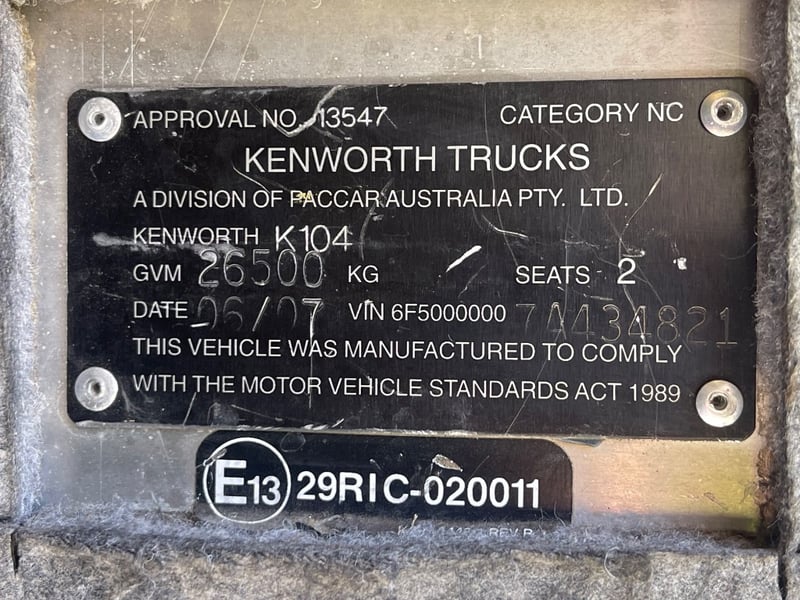 APPROVAL NO. 13547 CATEGORY NC
KENWORTH TRUCKS
A DIVISION OF PACCAR AUSTRALIA PTY. LTD.
KENWORTH K104
GVM 26500 KG SEATS 2
DATE 06/07 VIN 6F5000000 7A434821
THIS VEHICLE WAS MANUFACTURED TO COMPLY
WITH THE MOTOR VEHICLE STANDARDS ACT 1989
E13 29RIC-020011
REV B